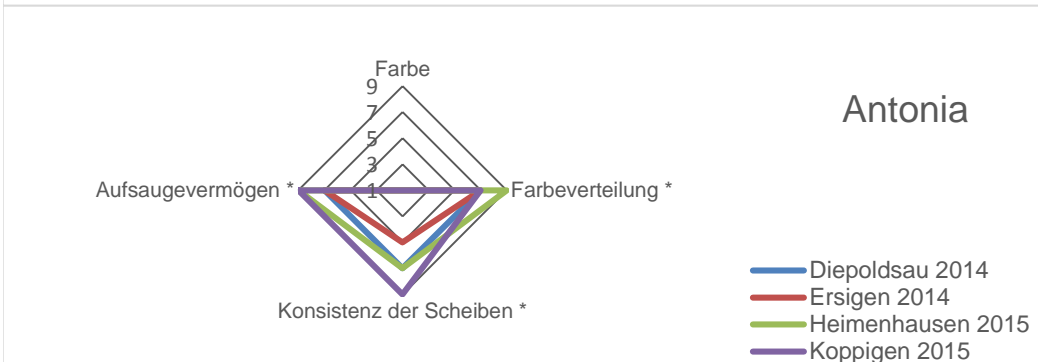 Farbe
Antonia
9
7
5
3
1
Aufsaugevermögen *
Farbeverteilung *
Konsistenz der Scheiben *
Diepoldsau 2014
Ersigen 2014
Heimenhausen 2015
Koppigen 2015